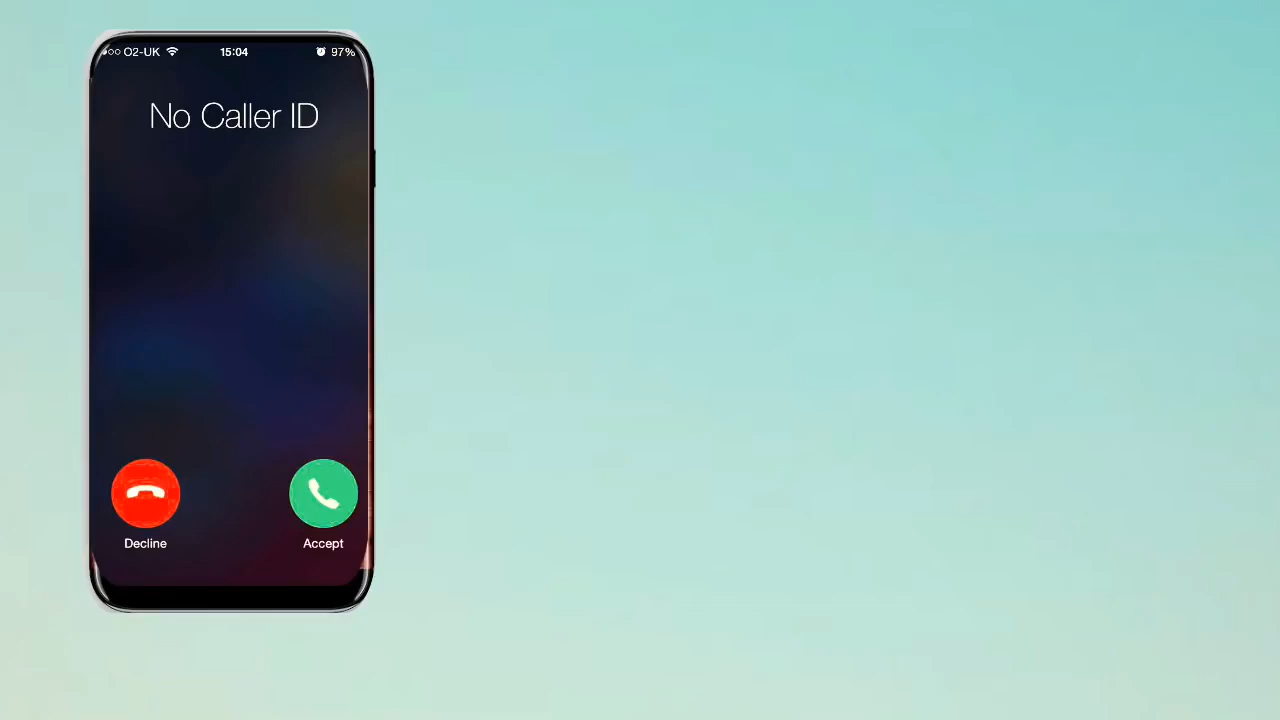 O2-UK 15:04 97%
No Caller ID
Decline Accept